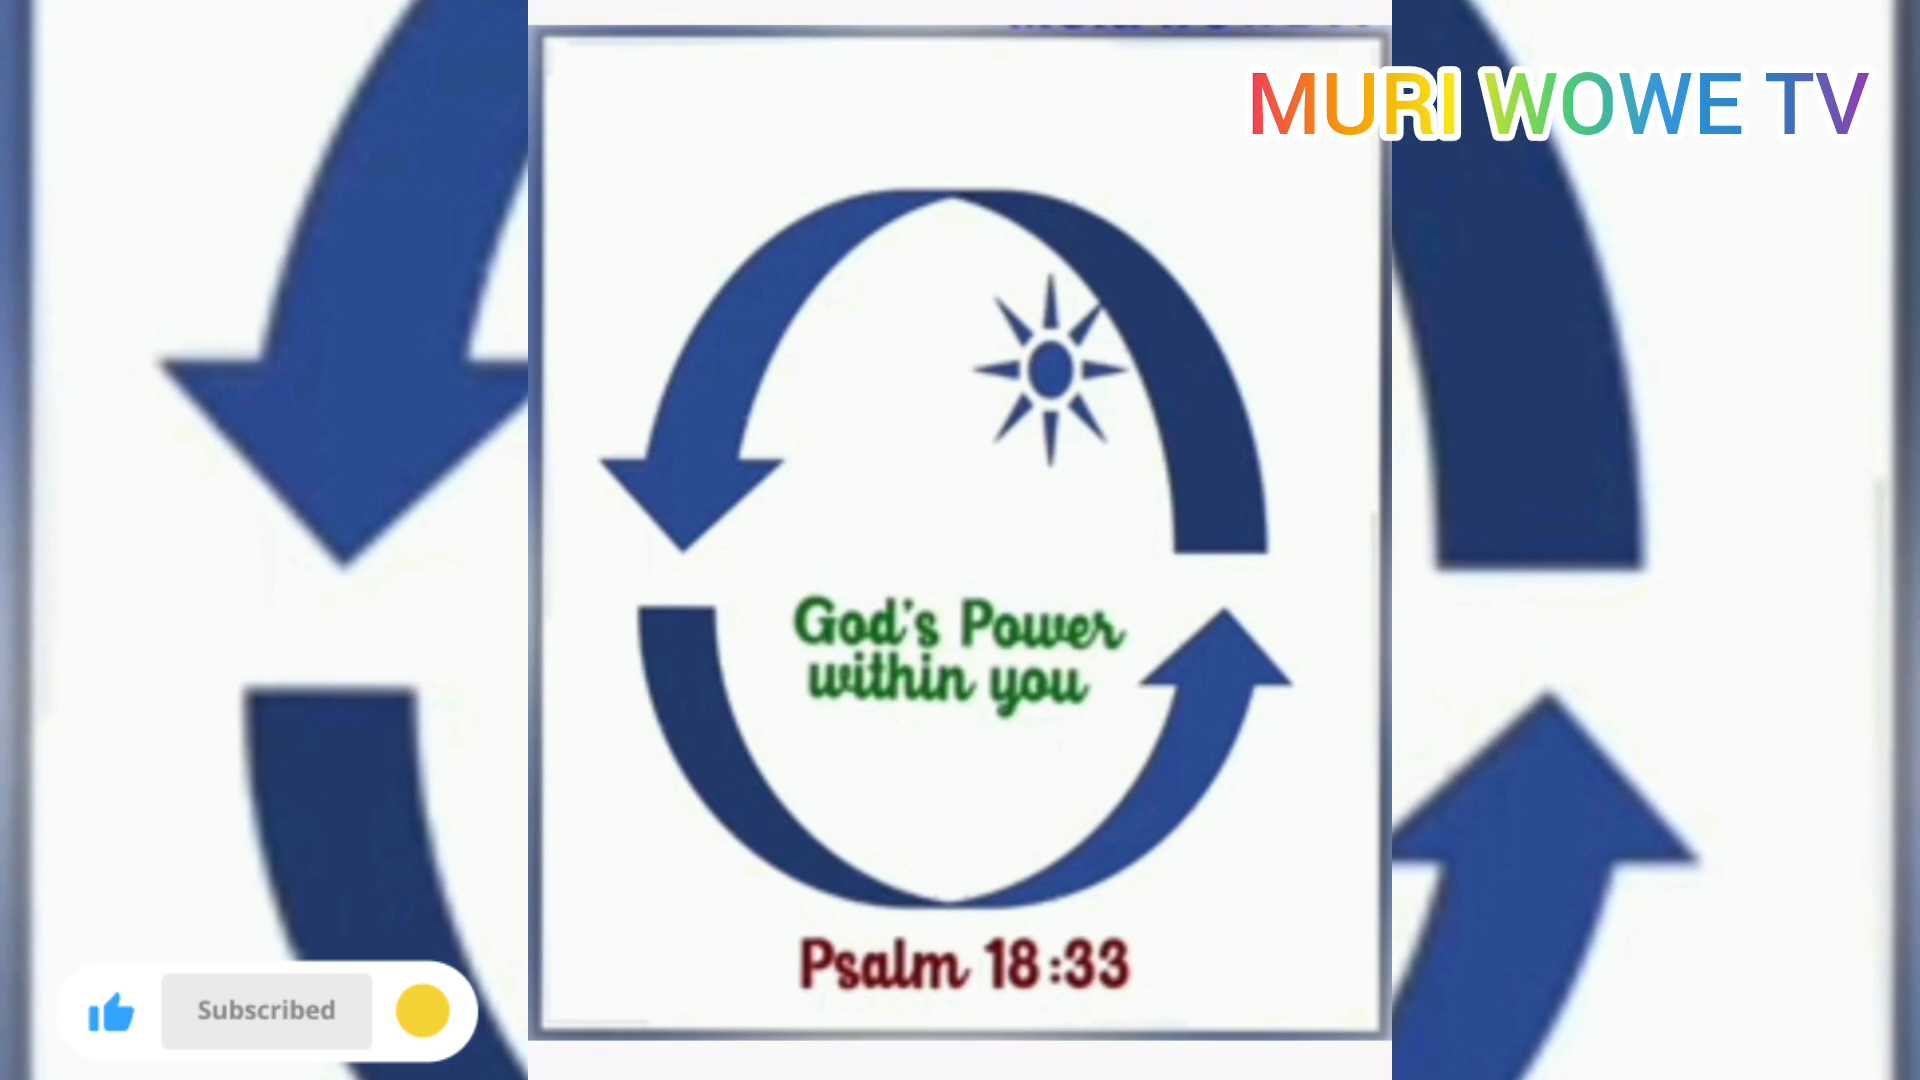 MURI WOWE TV
God's Power
within you
Psalm 18:33
Subscribed